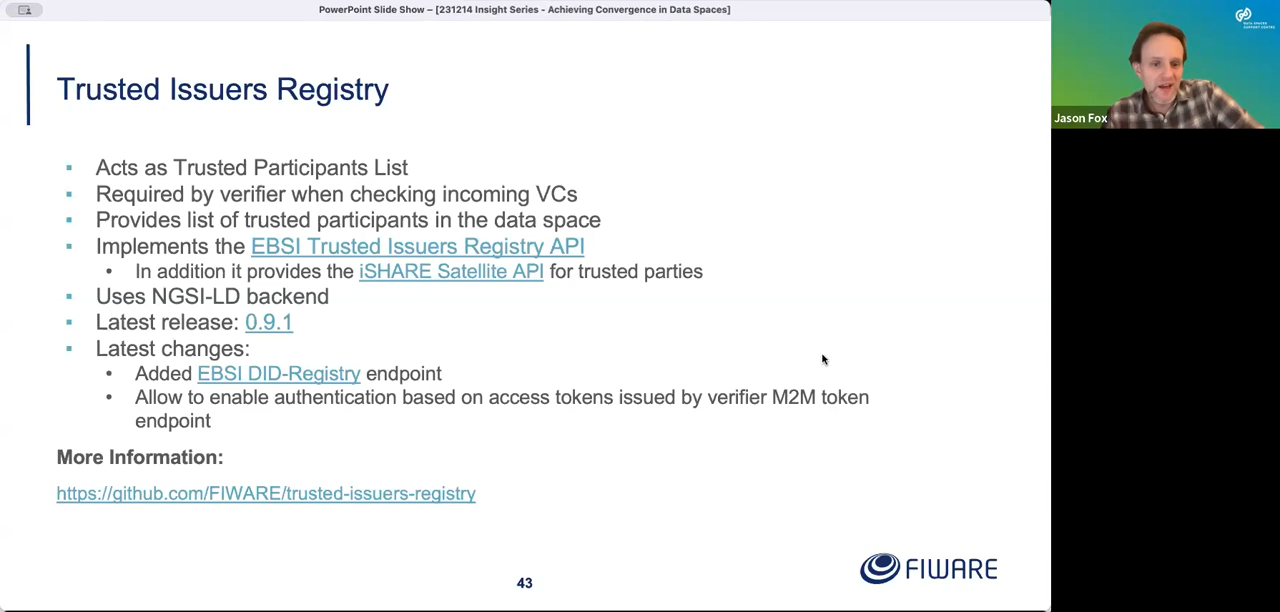 PowerPoint Slide Show – [231214 Insight Series - Achieving Convergence in Data Spaces]
Trusted Issuers Registry
▪ Acts as Trusted Participants List
▪ Required by verifier when checking incoming VCs
▪ Provides list of trusted participants in the data space
▪ Implements the EBSI Trusted Issuers Registry API
• In addition it provides the iSHARE Satellite API for trusted parties
▪ Uses NGSI-LD backend
▪ Latest release: 0.9.1
▪ Latest changes:
• Added EBSI DID-Registry endpoint
• Allow to enable authentication based on access tokens issued by verifier M2M token
endpoint
More Information:
https://github.com/FIWARE/trusted-issuers-registry
43
FIWARE
DATA SPACES
SUPPORT CENTRE
Jason Fox